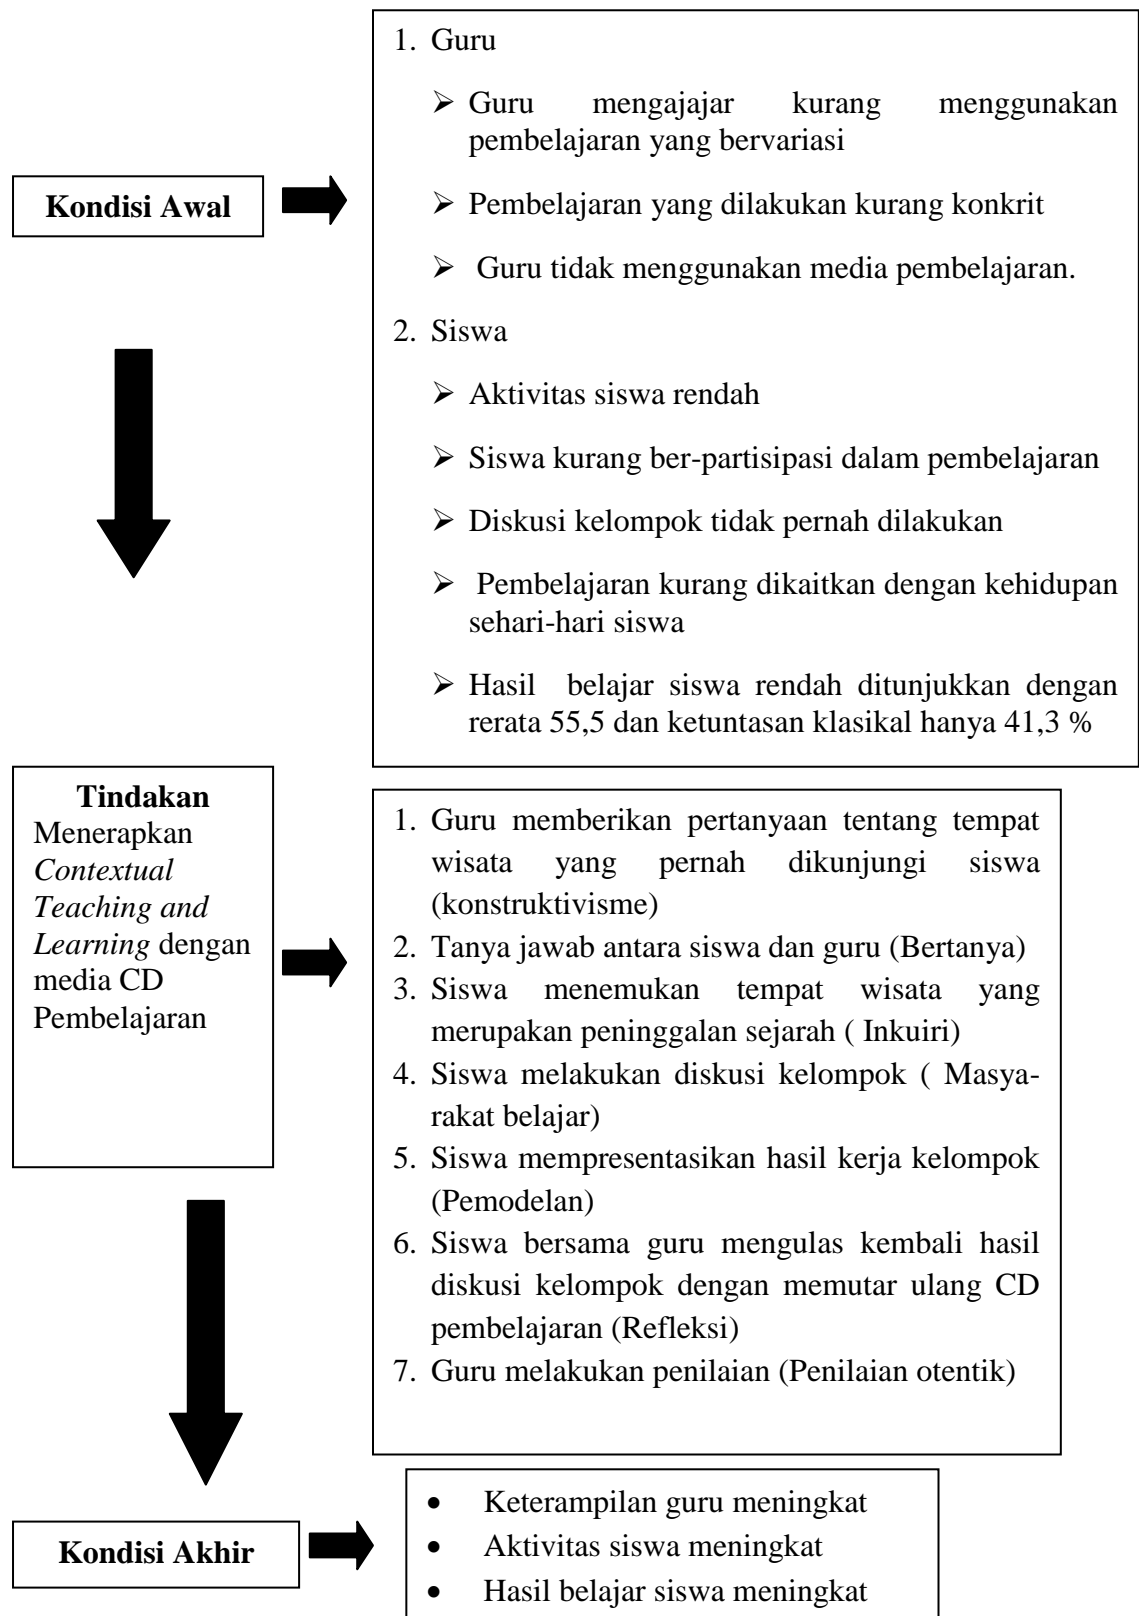 Kondisi Awal
1. Guru
➢ Guru mengajajar kurang menggunakan
pembelajaran yang bervariasi
➢ Pembelajaran yang dilakukan kurang konkrit
➢ Guru tidak menggunakan media pembelajaran.
2. Siswa
➢ Aktivitas siswa rendah
➢ Siswa kurang ber-partisipasi dalam pembelajaran
➢ Diskusi kelompok tidak pernah dilakukan
➢ Pembelajaran kurang dikaitkan dengan kehidupan
sehari-hari siswa
➢ Hasil belajar siswa rendah ditunjukkan dengan
rerata 55,5 dan ketuntasan klasikal hanya 41,3 %
Tindakan
Menerapkan
Contextual
Teaching and
Learning dengan
media CD
Pembelajaran
1. Guru memberikan pertanyaan tentang tempat
wisata yang pernah dikunjungi siswa
(konstruktivisme)
2. Tanya jawab antara siswa dan guru (Bertanya)
3. Siswa menemukan tempat wisata yang
merupakan peninggalan sejarah ( Inkuiri)
4. Siswa melakukan diskusi kelompok ( Masya-
rakat belajar)
5. Siswa mempresentasikan hasil kerja kelompok
(Pemodelan)
6. Siswa bersama guru mengulas kembali hasil
diskusi kelompok dengan memutar ulang CD
pembelajaran (Refleksi)
7. Guru melakukan penilaian (Penilaian otentik)
Kondisi Akhir
• Keterampilan guru meningkat
• Aktivitas siswa meningkat
• Hasil belajar siswa meningkat